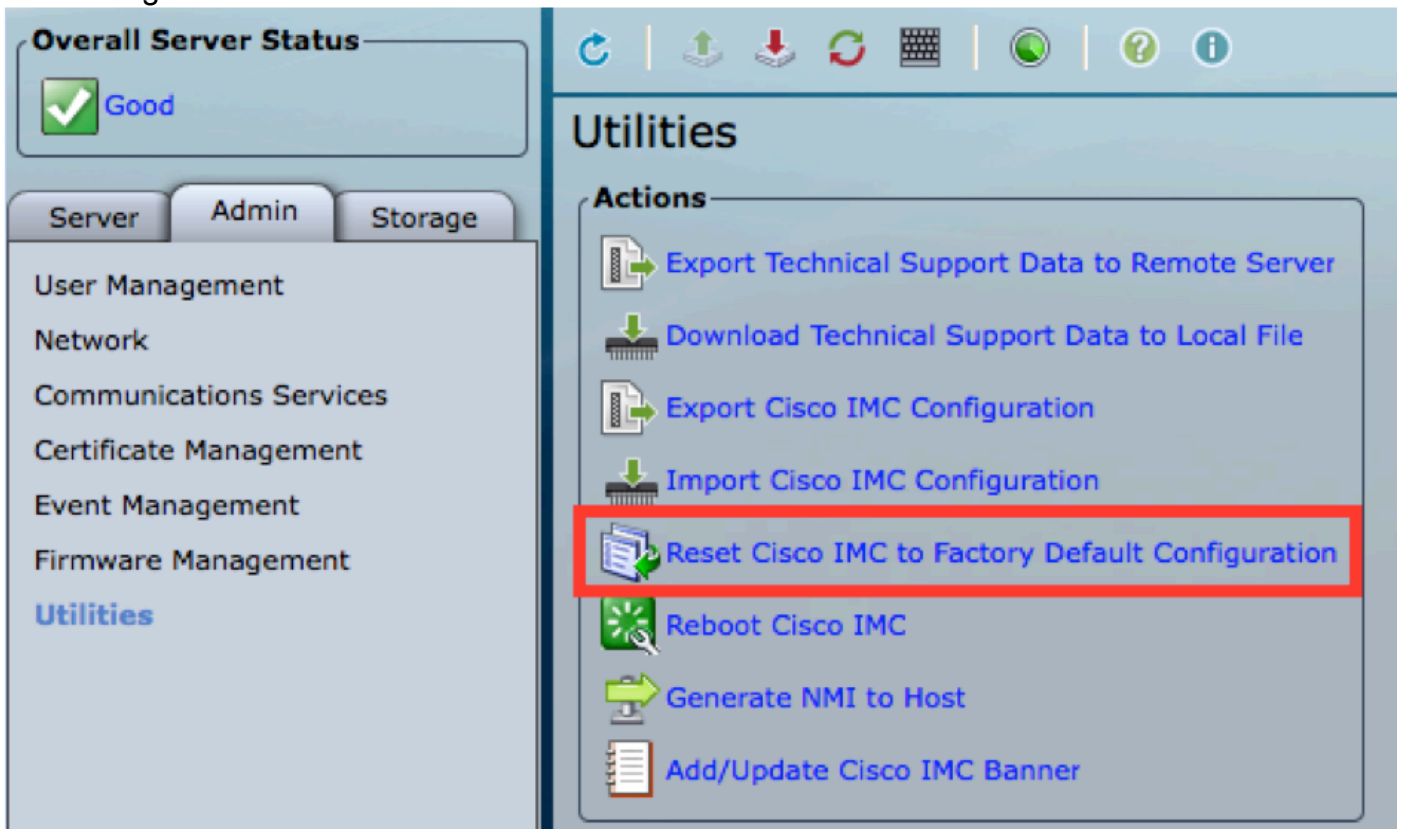 Overall Server Status
Good
Server
Admin
Storage
User Management
Network
Communications Services
Certificate Management
Event Management
Firmware Management
Utilities
Utilities
Actions
Export Technical Support Data to Remote Server
Download Technical Support Data to Local File
Export Cisco IMC Configuration
Import Cisco IMC Configuration
Reset Cisco IMC to Factory Default Configuration
Reboot Cisco IMC
Generate NMI to Host
Add/Update Cisco IMC Banner